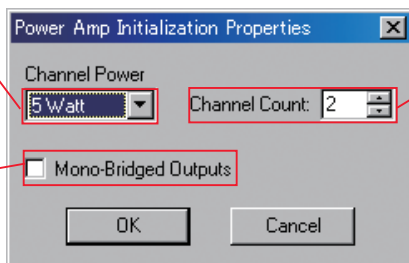 Power Amp Initialization Properties
Channel Power
5 Watt
Channel Count: 2
Mono-Bridged Outputs
OK
Cancel